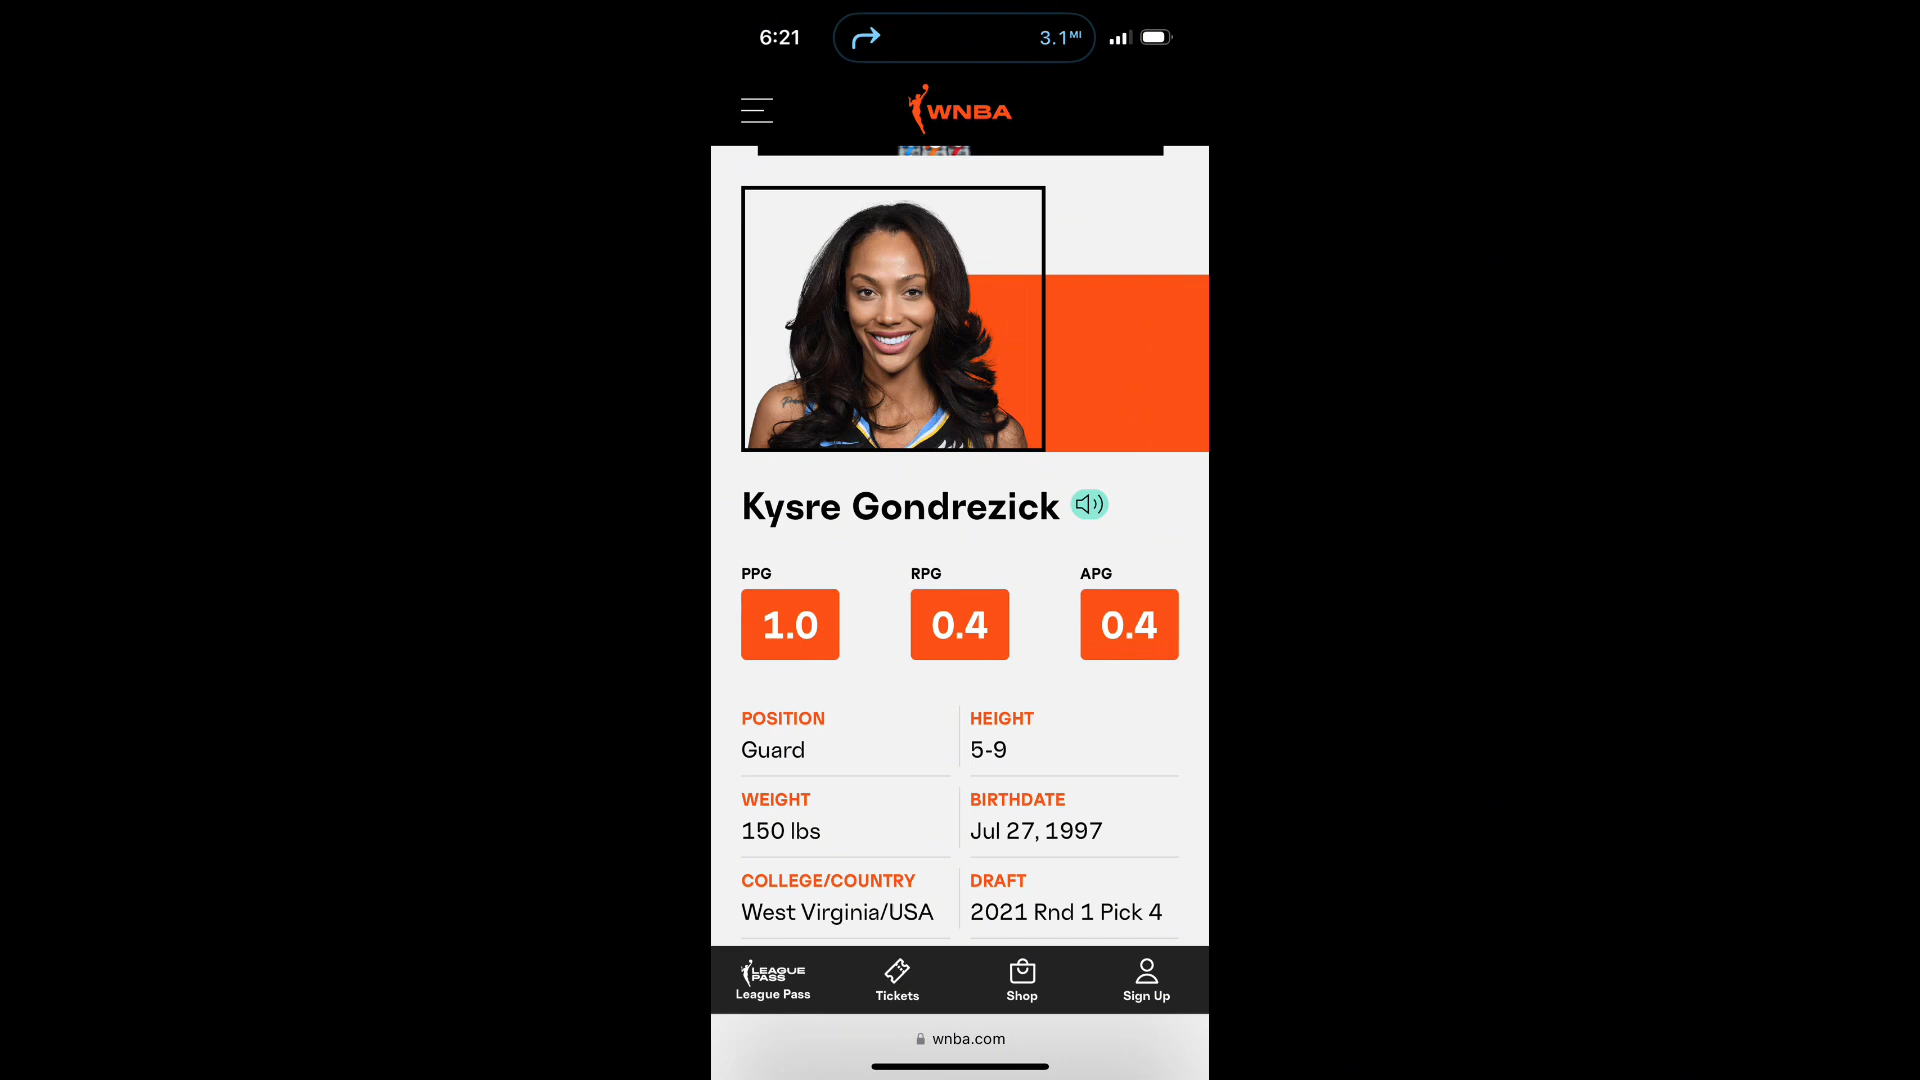 6:21
3.1 MI
WNBA
Kysre Gondrezick
PPG RPG APG
1.0 0.4 0.4
POSITION HEIGHT
Guard 5-9
WEIGHT BIRTHDATE
150 lbs Jul 27, 1997
COLLEGE/COUNTRY DRAFT
West Virginia/USA 2021 Rnd 1 Pick 4
LEAGUE
PASS
League Pass Tickets Shop Sign Up
wnba.com